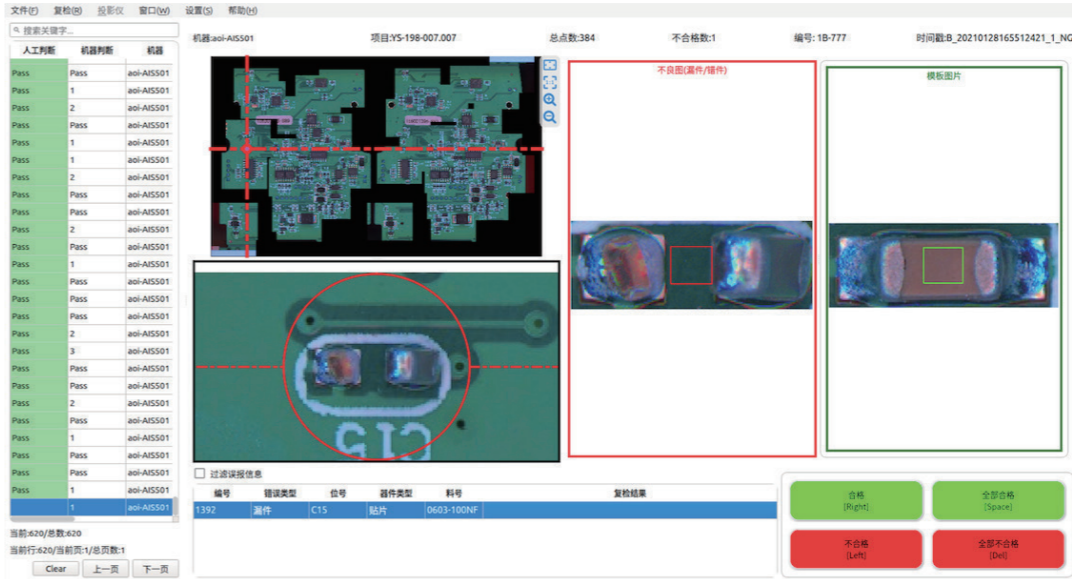 文件(F) 复检(R) 投影仪 窗口(W) 设置(S) 帮助(H)
搜索关键字...
机器:aoi-AIS501 项目:YS-198-007.007 总点数:384 不合格数:1 编号: 1B-777 时间戳:B_20210128165512421_1_NG
人工判断 机器判断 机器
Pass Pass aoi-AIS501
Pass 1 aoi-AIS501
Pass 2 aoi-AIS501
Pass Pass aoi-AIS501
Pass 1 aoi-AIS501
Pass 1 aoi-AIS501
Pass 2 aoi-AIS501
Pass Pass aoi-AIS501
Pass Pass aoi-AIS501
Pass 2 aoi-AIS501
Pass Pass aoi-AIS501
Pass 1 aoi-AIS501
Pass Pass aoi-AIS501
Pass Pass aoi-AIS501
Pass Pass aoi-AIS501
Pass 2 aoi-AIS501
Pass 3 aoi-AIS501
Pass Pass aoi-AIS501
Pass Pass aoi-AIS501
Pass 2 aoi-AIS501
Pass Pass aoi-AIS501
Pass 1 aoi-AIS501
Pass Pass aoi-AIS501
Pass Pass aoi-AIS501
Pass 1 aoi-AIS501
1 aoi-AIS501
当前:620/总数:620
当前行:620/当前页:1/总页数:1
Clear 上一页 下一页
不良图(漏件/错件)
模板图片
C15
过滤误报信息
编号 错误类型 位号 器件类型 料号 复检结果
1392 漏件 C15 贴片 0603-100NF
合格
[Right]
全部合格
[Space]
不合格
[Left]
全部不合格
[Del]